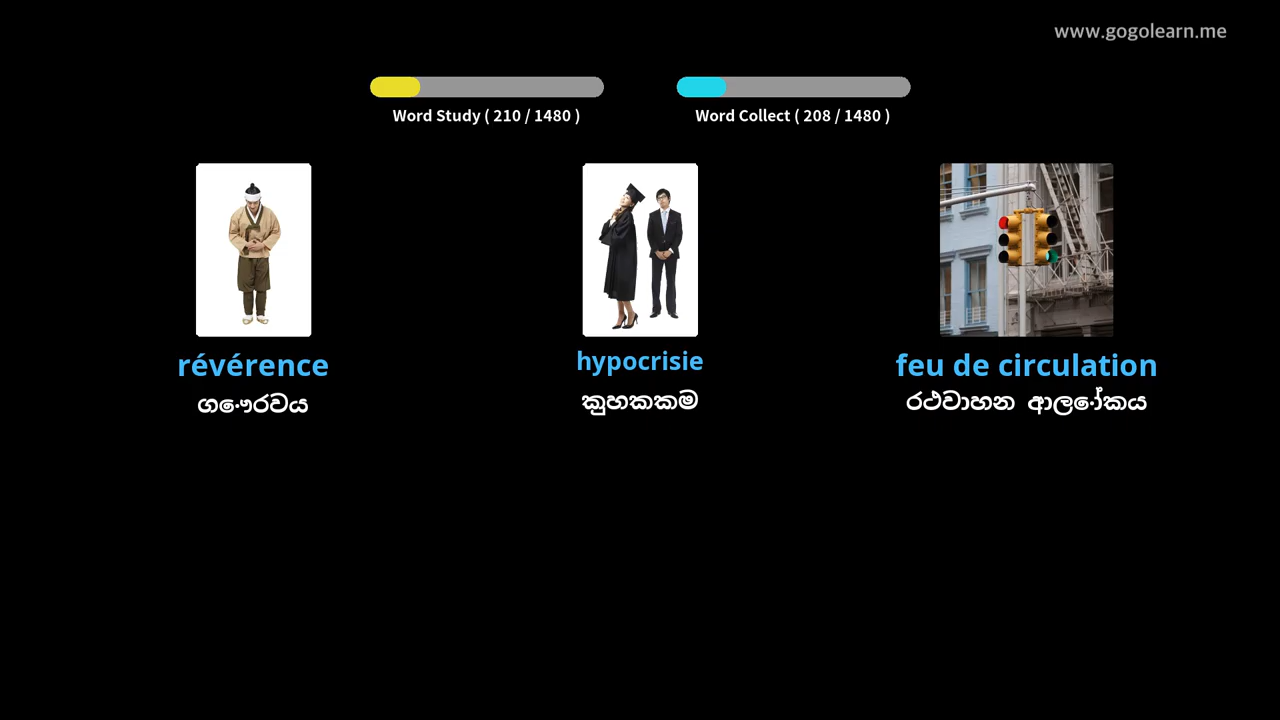 www.gogolearn.me
Word Study ( 210 / 1480 )
Word Collect ( 208 / 1480 )
révérence
hypocrisie
feu de circulation
ගෞරවය
කුහකකම
රථවාහන ආලෝකය